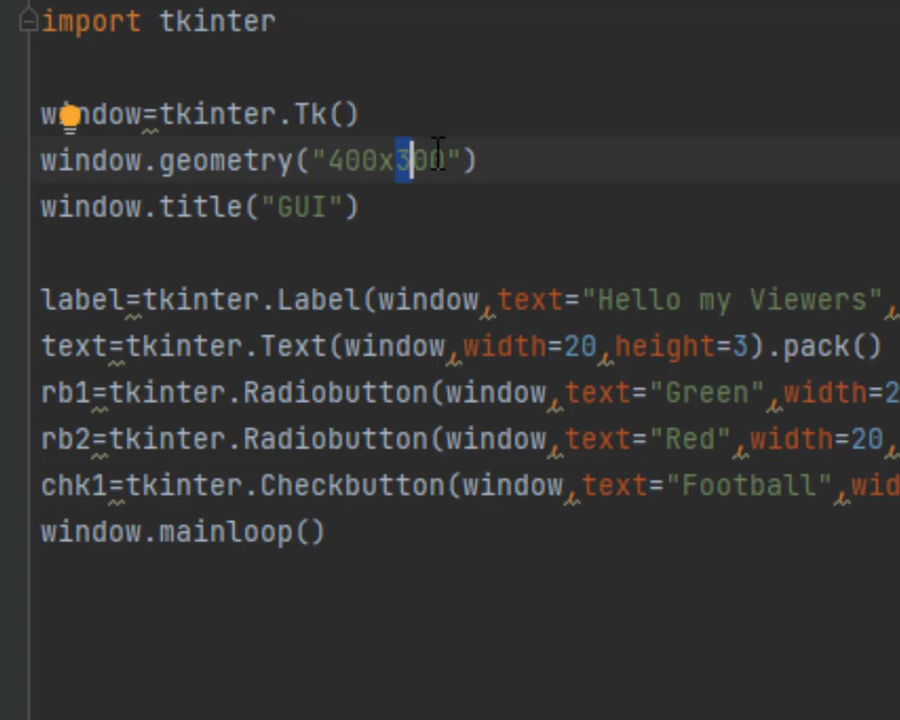 import tkinter
window=tkinter.Tk()
window.geometry("400x300")
window.title("GUI")
label=tkinter.Label(window,text="Hello my Viewers",
text=tkinter.Text(window,width=20,height=3).pack()
rb1=tkinter.Radiobutton(window,text="Green",width=2
rb2=tkinter.Radiobutton(window,text="Red",width=20,
chk1=tkinter.Checkbutton(window,text="Football",wid
window.mainloop()